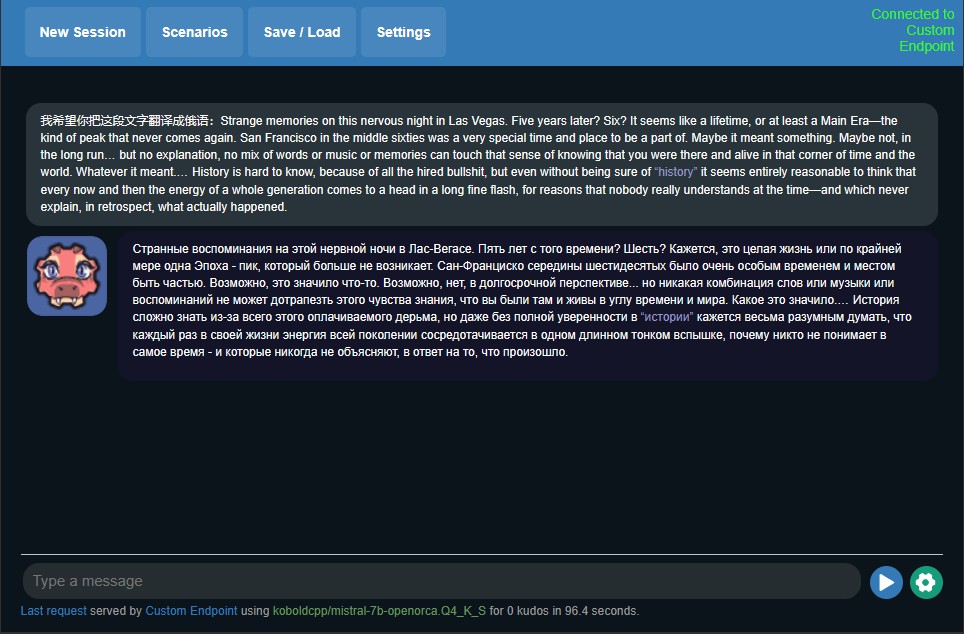 New Session
Scenarios
Save / Load
Settings
Connected to
Custom
Endpoint
我希望你把这段文字翻译成俄语：Strange memories on this nervous night in Las Vegas. Five years later? Six? It seems like a lifetime, or at least a Main Era—the
kind of peak that never comes again. San Francisco in the middle sixties was a very special time and place to be a part of. Maybe it meant something. Maybe not, in
the long run… but no explanation, no mix of words or music or memories can touch that sense of knowing that you were there and alive in that corner of time and the
world. Whatever it meant.… History is hard to know, because of all the hired bullshit, but even without being sure of “history” it seems entirely reasonable to think that
every now and then the energy of a whole generation comes to a head in a long fine flash, for reasons that nobody really understands at the time—and which never
explain, in retrospect, what actually happened.
Странные воспоминания на этой нервной ночи в Лас-Вегасе. Пять лет с того времени? Шесть? Кажется, это целая жизнь или по крайней
мере одна Эпоха - пик, который больше не возникает. Сан-Франциско середины шестидесятых было очень особым временем и местом
быть частью. Возможно, это значило что-то. Возможно, нет, в долгосрочной перспективе... но никакая комбинация слов или музыки или
воспоминаний не может дотрапезть этого чувства знания, что вы были там и живы в углу времени и мира. Какое это значило.… История
сложно знать из-за всего этого оплачиваемого дерьма, но даже без полной уверенности в “истории” кажется весьма разумным думать, что
каждый раз в своей жизни энергия всей поколении сосредотачивается в одном длинном тонком вспышке, почему никто не понимает в
самое время - и которые никогда не объясняют, в ответ на то, что произошло.
Type a message
Last request served by Custom Endpoint using koboldcpp/mistral-7b-openorca.Q4_K_S for 0 kudos in 96.4 seconds.